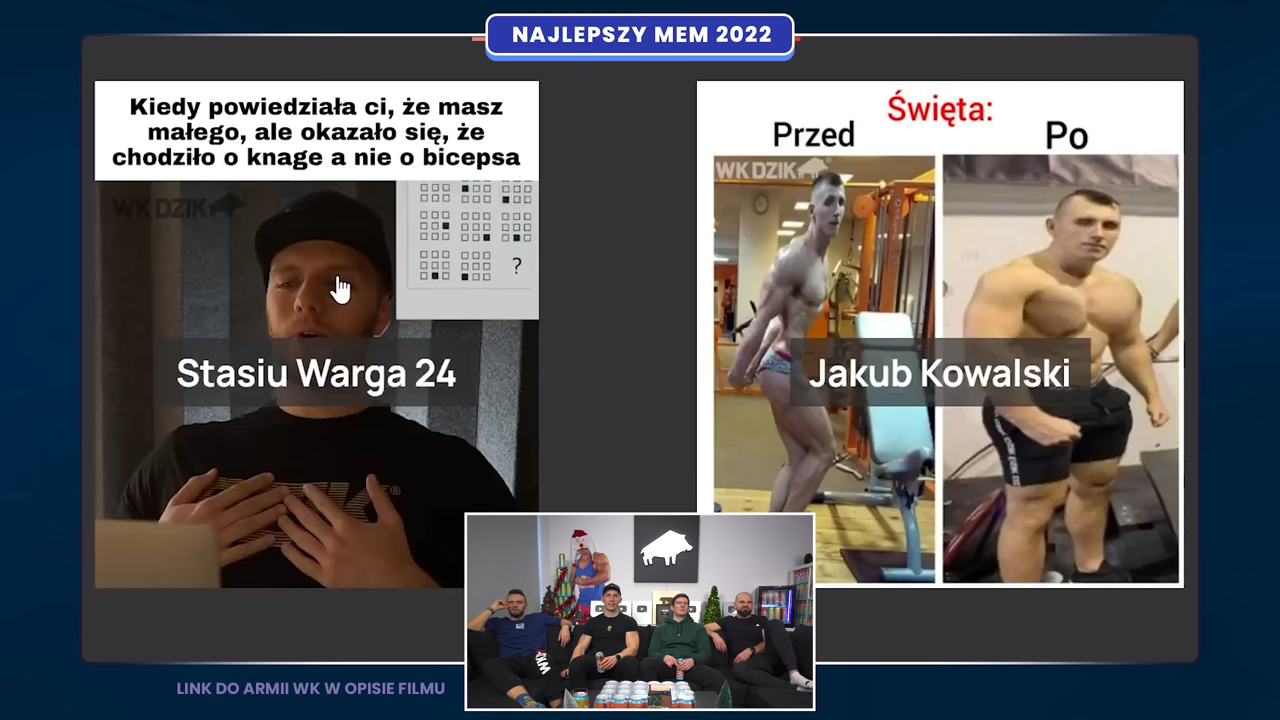 NAJLEPSZY MEM 2022
Kiedy powiedziała ci, że masz
małego, ale okazało się, że
chodziło o knage a nie o bicepsa
WK DZIK
?
Stasiu Warga 24
Święta:
Przed
Po
WK DZIK
Jakub Kowalski
LINK DO ARMII WK W OPISIE FILMU